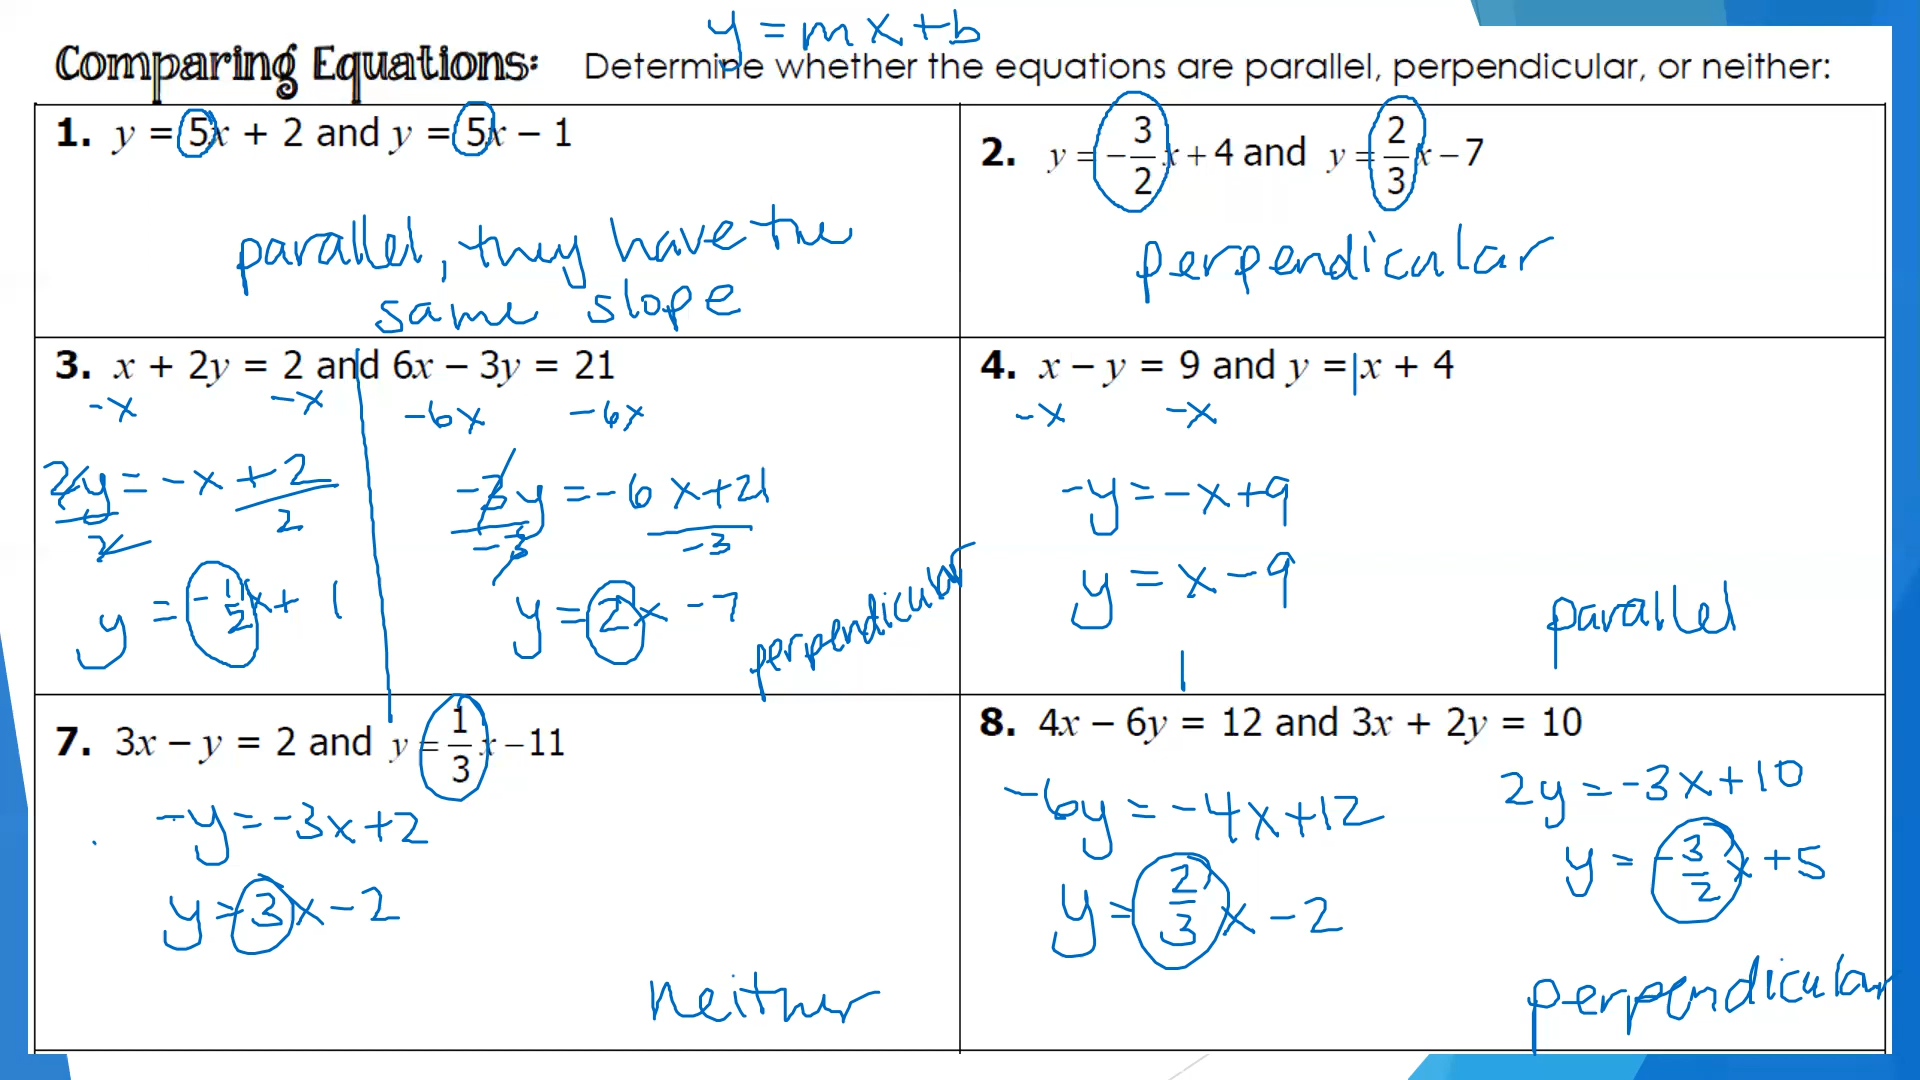 y = mx + b
Comparing Equations: Determine whether the equations are parallel, perpendicular, or neither:
1. y = 5x + 2 and y = 5x − 1
parallel, they have the
same slope
2. y = −3/2 x + 4 and y = 2/3 x − 7
perpendicular
3. x + 2y = 2 and 6x − 3y = 21
-x -x -6x -6x
2y = -x + 2 -3y = -6x + 21
2 2 -3 -3
y = -1/2 x + 1 y = 2x - 7
perpendicular
4. x − y = 9 and y = 1x + 4
-x -x
-y = -x + 9
y = x - 9
1
parallel
7. 3x − y = 2 and y = 1/3 x − 11
-y = -3x + 2
y = 3x - 2
neither
8. 4x − 6y = 12 and 3x + 2y = 10
-6y = -4x + 12 2y = -3x + 10
y = 2/3 x - 2 y = -3/2 x + 5
perpendicular